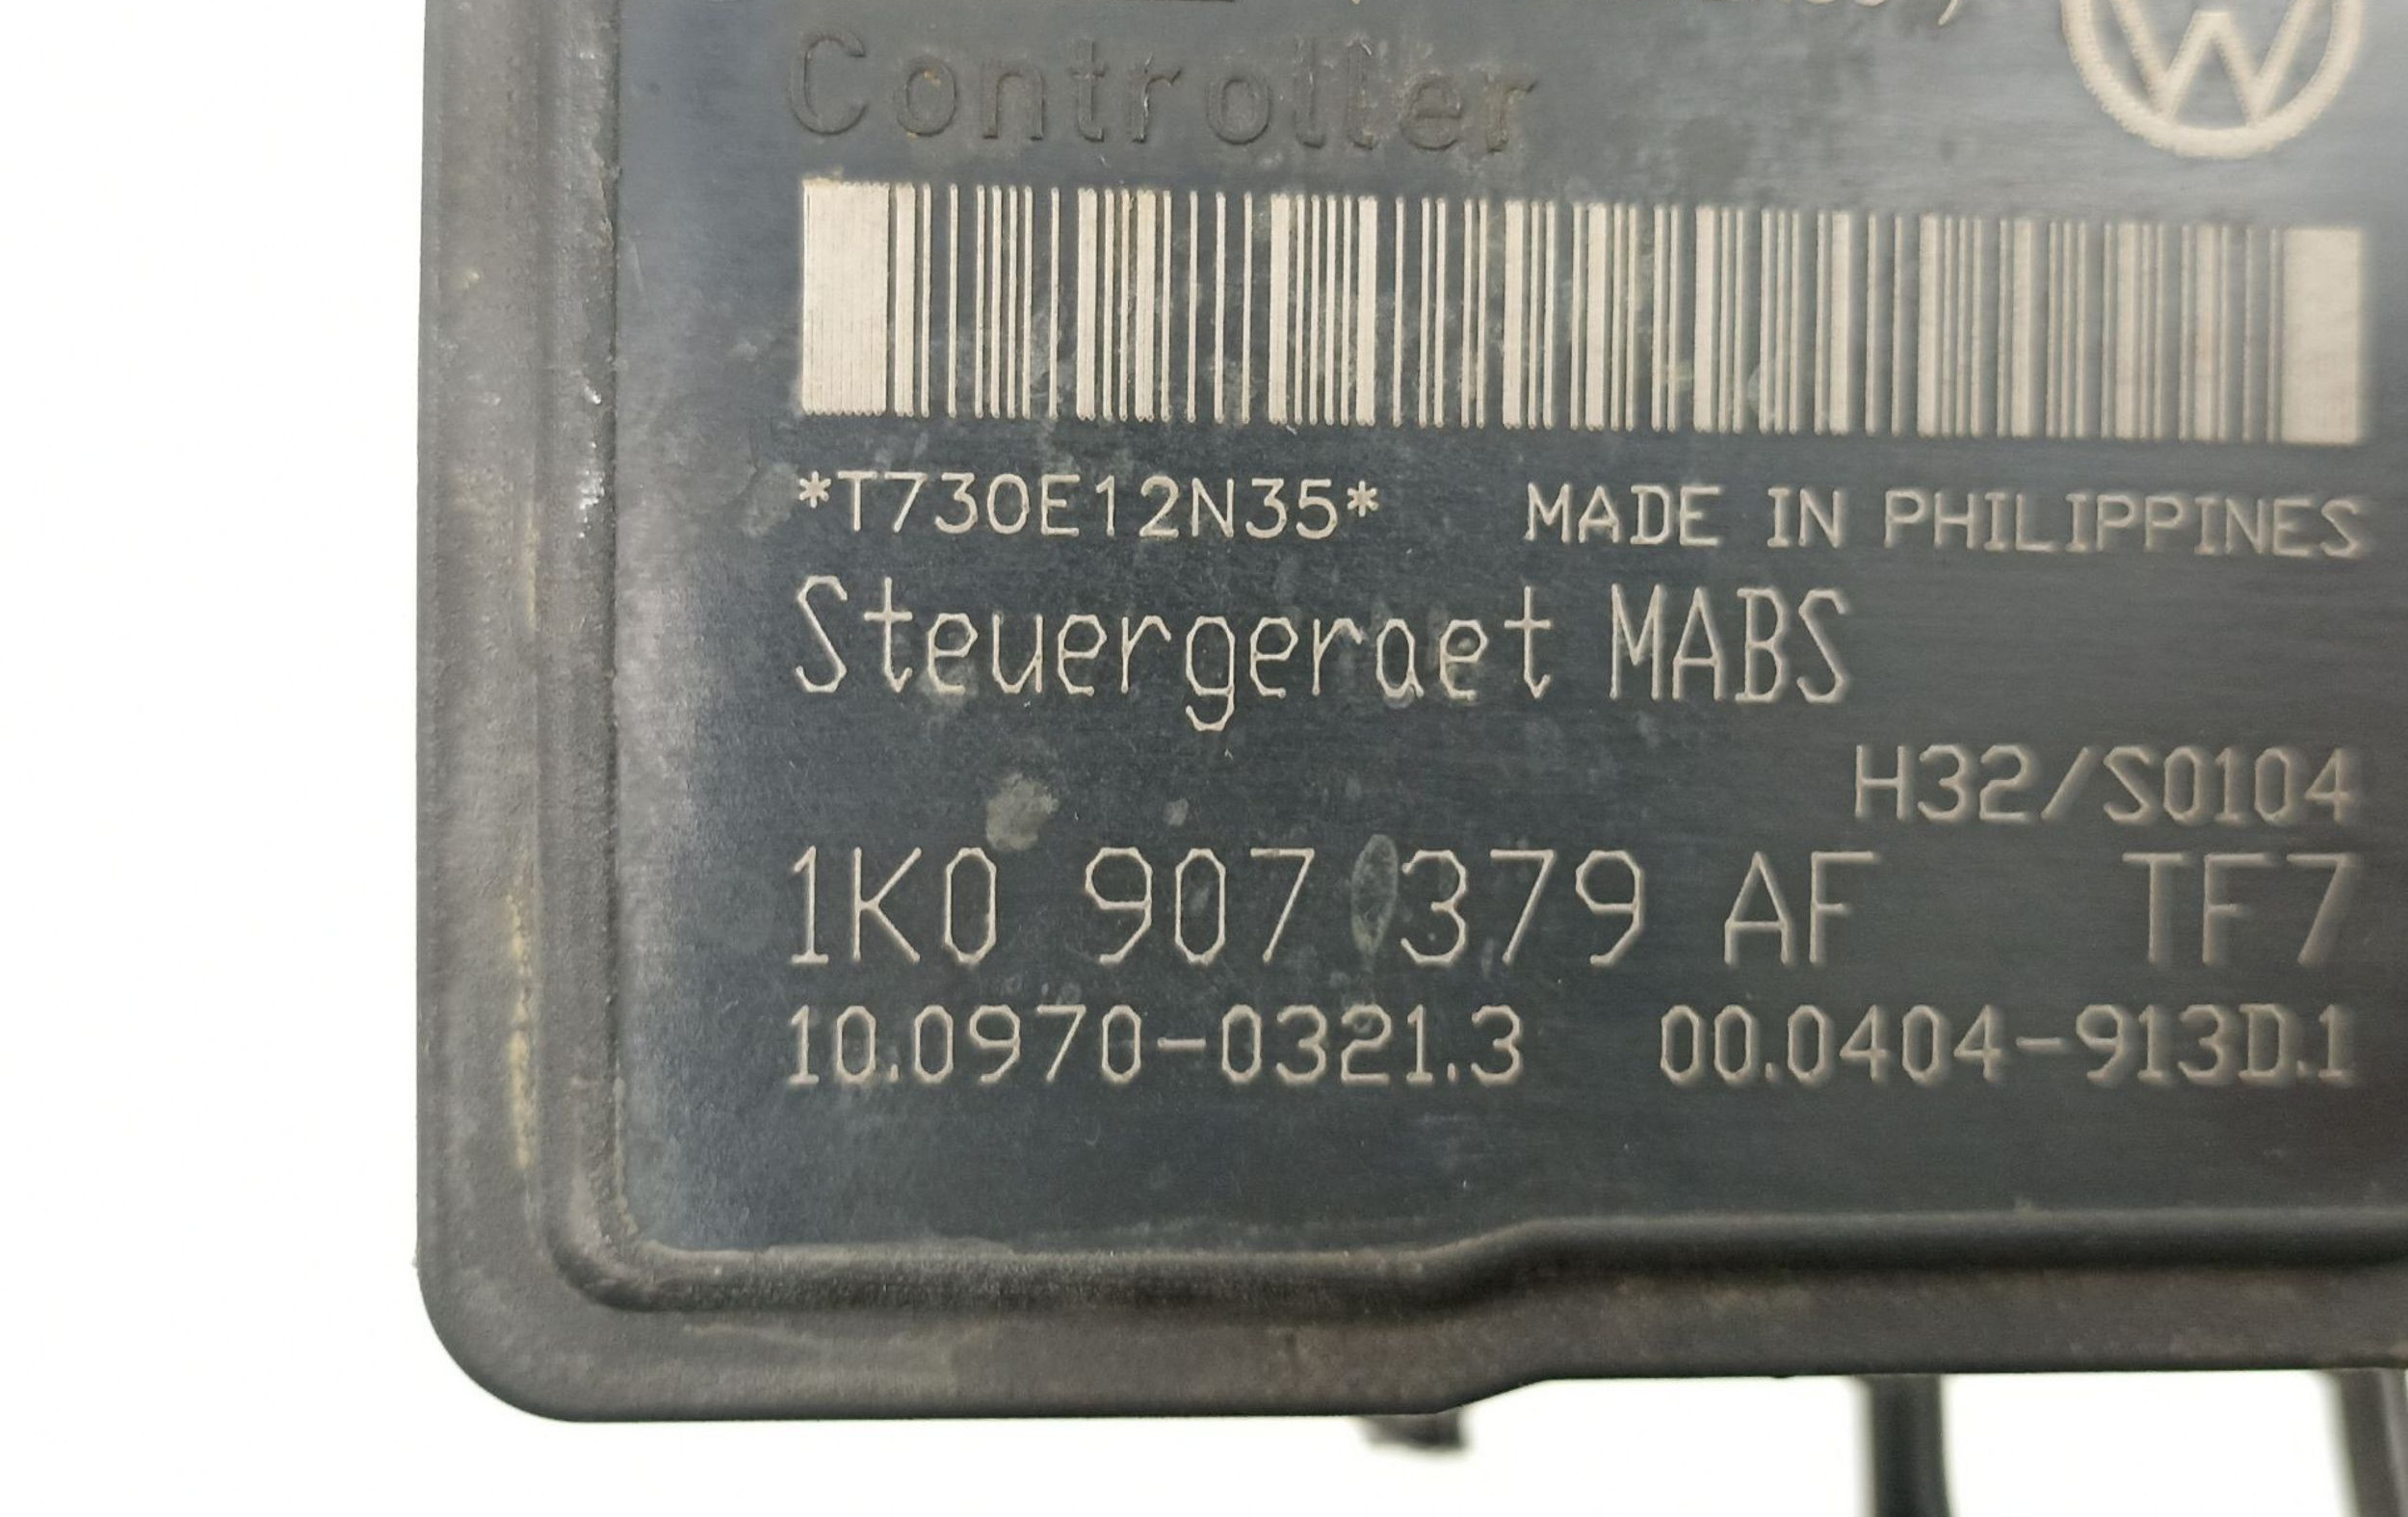 Controller
*T730E12N35* MADE IN PHILIPPINES
Steuergeraet MABS
H32/S0104
1K0 907 379 AF TF7
10.0970-0321.3 00.0404-913D.1